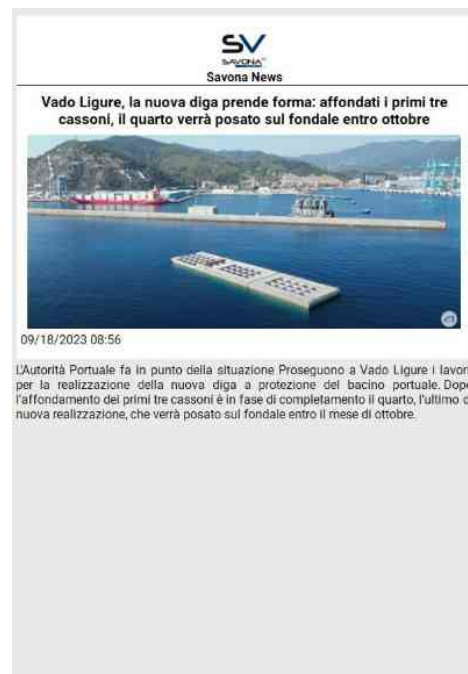 SV
SAVONA
Savona News
Vado Ligure, la nuova diga prende forma: affondati i primi tre
cassoni, il quarto verrà posato sul fondale entro ottobre
09/18/2023 08:56
L'Autorità Portuale fa in punto della situazione Proseguono a Vado Ligure i lavori
per la realizzazione della nuova diga a protezione del bacino portuale. Dopo
l'affondamento dei primi tre cassoni è in fase di completamento il quarto, l'ultimo d
nuova realizzazione, che verrà posato sul fondale entro il mese di ottobre.